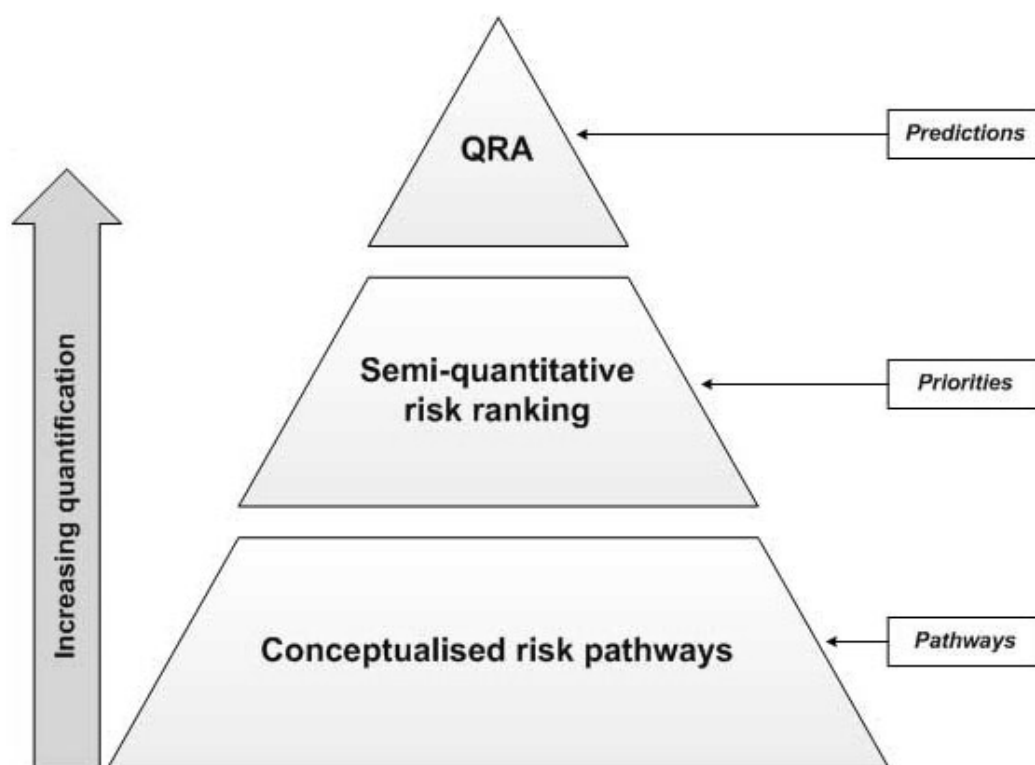 QRA
Predictions
Semi-quantitative
risk ranking
Priorities
Conceptualised risk pathways
Pathways
Increasing quantification